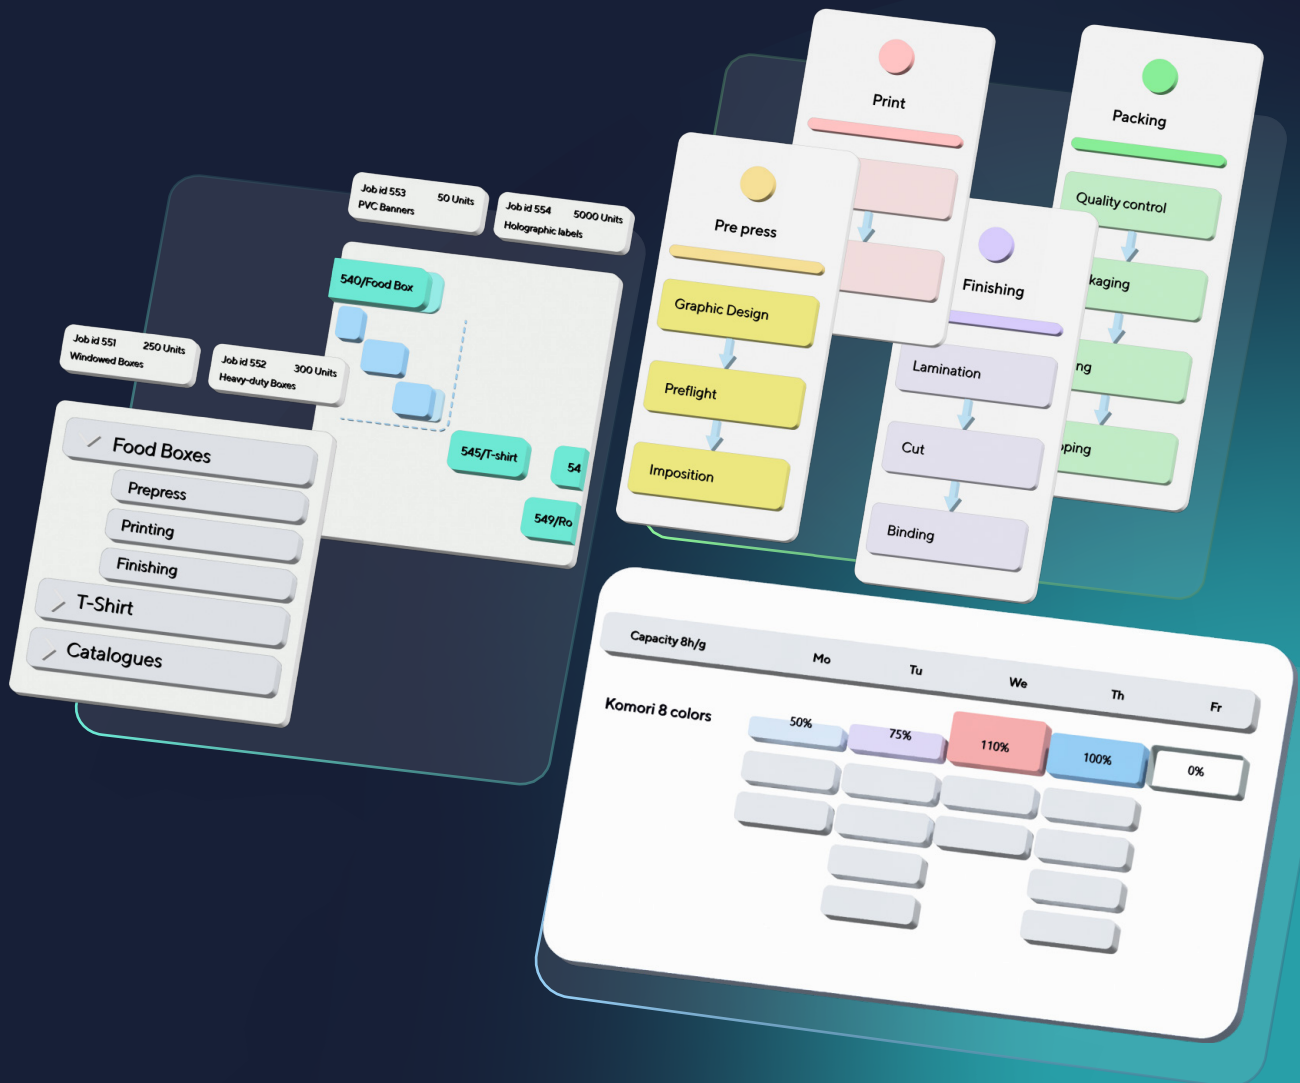 Print
Packing
Quality control
kaging
ng
ping
Pre press
Graphic Design
Preflight
Imposition
Finishing
Lamination
Cut
Binding
Job id 553 50 Units
PVC Banners
Job id 554 5000 Units
Holographic labels
540/Food Box
545/T-shirt
54
549/Ro
Job id 551 250 Units
Windowed Boxes
Job id 552 300 Units
Heavy-duty Boxes
Food Boxes
Prepress
Printing
Finishing
T-Shirt
Catalogues
Capacity 8h/g Mo Tu We Th Fr
Komori 8 colors 50% 75% 110% 100% 0%